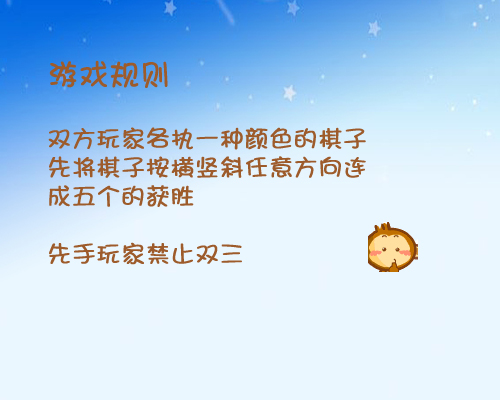 游戏规则
双方玩家各执一种颜色的棋子
先将棋子按横竖斜任意方向连
成五个的获胜
先手玩家禁止双三